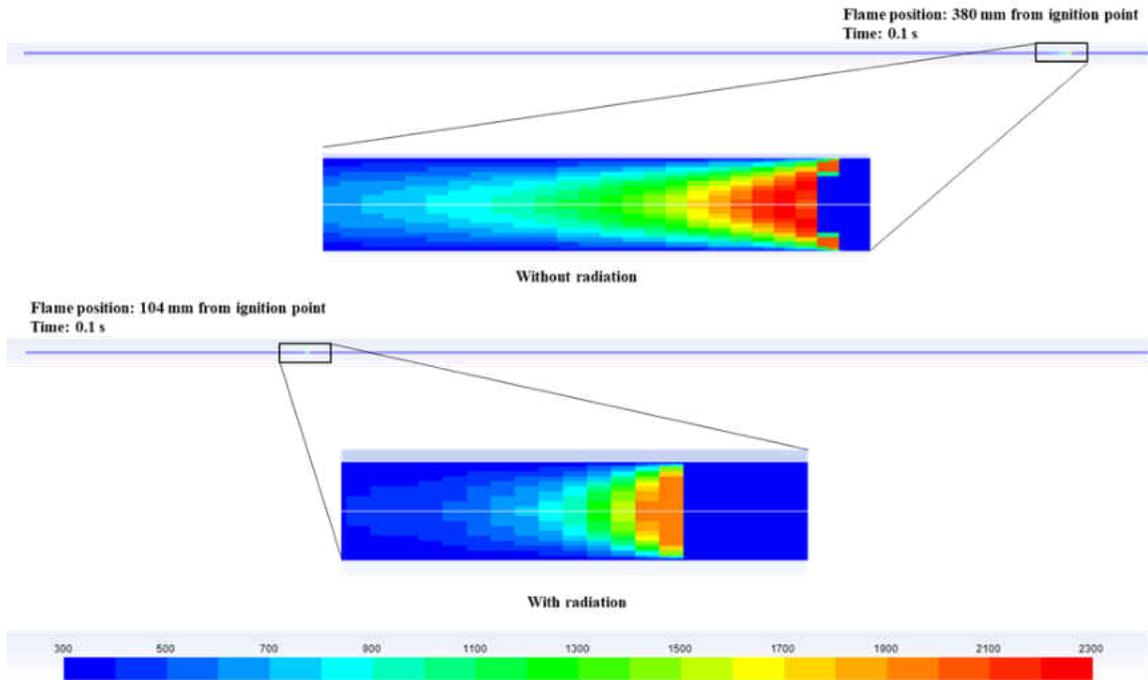 Flame position: 380 mm from ignition point
Time: 0.1 s
Without radiation
Flame position: 104 mm from ignition point
Time: 0.1 s
With radiation
300 500 700 900 1100 1300 1500 1700 1900 2100 2300